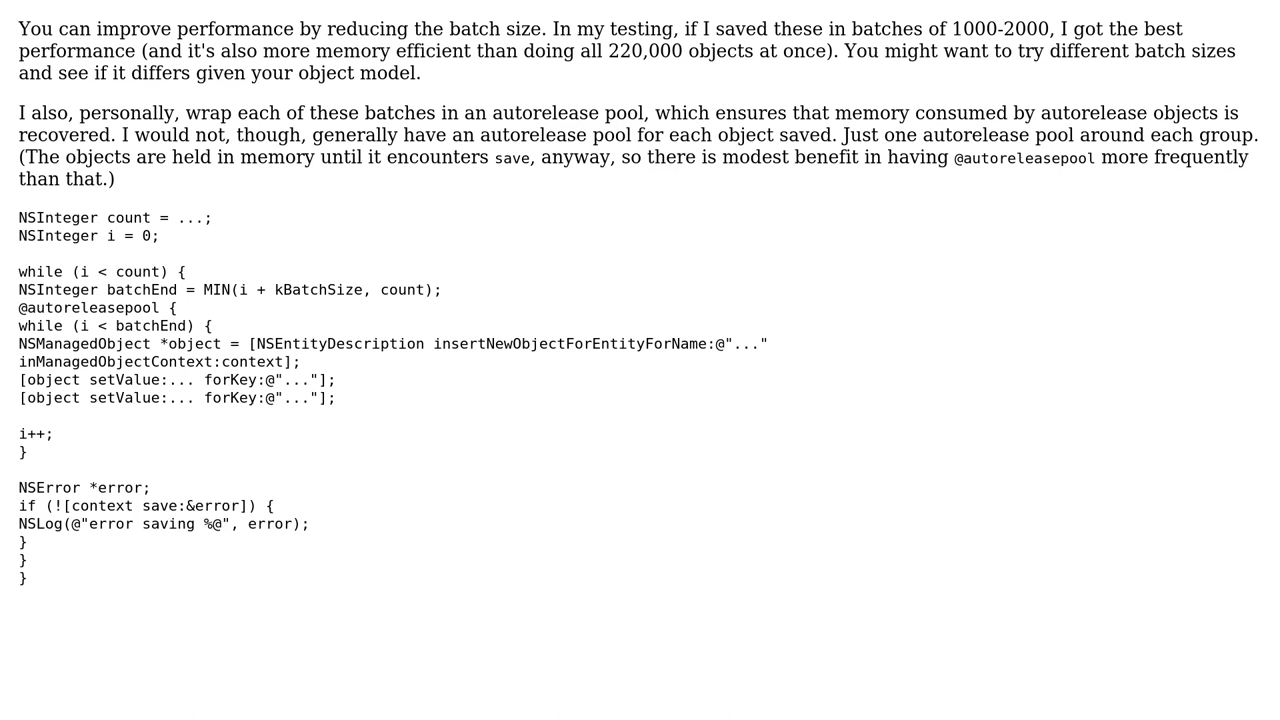 You can improve performance by reducing the batch size. In my testing, if I saved these in batches of 1000-2000, I got the best
performance (and it's also more memory efficient than doing all 220,000 objects at once). You might want to try different batch sizes
and see if it differs given your object model.
I also, personally, wrap each of these batches in an autorelease pool, which ensures that memory consumed by autorelease objects is
recovered. I would not, though, generally have an autorelease pool for each object saved. Just one autorelease pool around each group.
(The objects are held in memory until it encounters save, anyway, so there is modest benefit in having @autoreleasepool more frequently
than that.)
NSInteger count = ...;
NSInteger i = 0;
while (i < count) {
NSInteger batchEnd = MIN(i + kBatchSize, count);
@autoreleasepool {
while (i < batchEnd) {
NSManagedObject *object = [NSEntityDescription insertNewObjectForEntityForName:@"..."
inManagedObjectContext:context];
[object setValue:... forKey:@"..."];
[object setValue:... forKey:@"..."];
i++;
}
NSError *error;
if (![context save:&error]) {
NSLog(@"error saving %@", error);
}
}
}